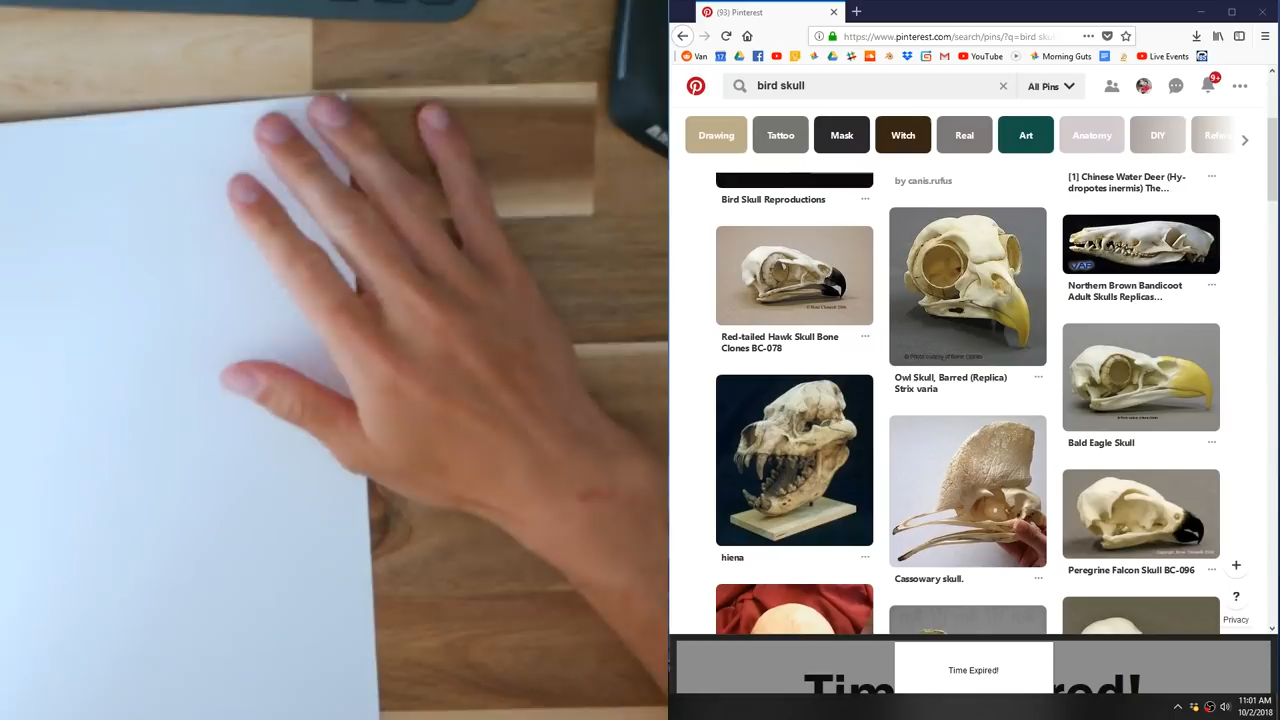 (93) Pinterest
https://www.pinterest.com/search/pins/?q=bird sku
Van
17
YouTube
Morning Guts
Live Events
bird skull
All Pins
9+
Drawing
Tattoo
Mask
Witch
Real
Art
Anatomy
DIY
Bird Skull Reproductions
by canis.rufus
[1] Chinese Water Deer (Hy-
dropotes inermis) The...
VAP
Red-tailed Hawk Skull Bone
Clones BC-078
Owl Skull, Barred (Replica)
Strix varia
Northern Brown Bandicoot
Adult Skulls Replicas...
Bald Eagle Skull
hiena
Cassowary skull.
Peregrine Falcon Skull BC-096
+
?
Privacy
Time Expired!
11:01 AM
10/2/2018